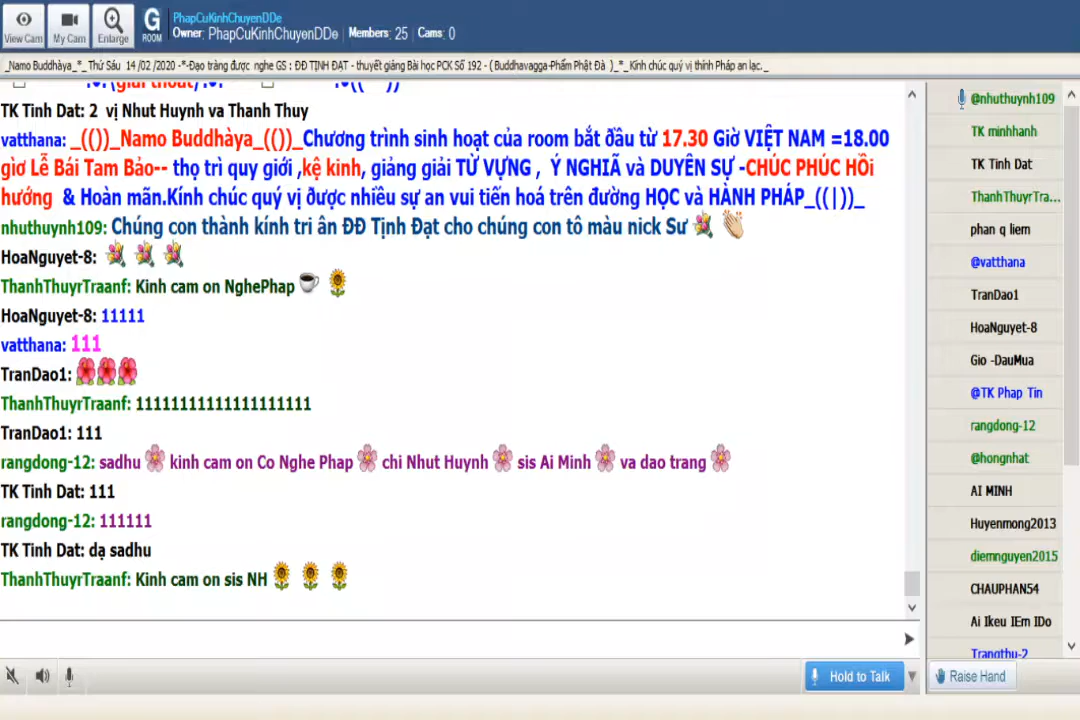 View Cam
My Cam
Enlarge
G
ROOM
PhapCuKinhChuyenDDe
Owner: PhapCuKinhChuyenDDe | Members: 25 | Cams: 0
_Namo Buddhàya_*_ Thứ Sáu 14 /02 /2020 -*-Đạo tràng được nghe GS : ĐĐ TỊNH ĐẠT - thuyết giảng Bài học PCK Số 192 - ( Buddhavagga-Phẩm Phật Đà )_*_ Kính chúc quý vị thính Pháp an lạc._
TK Tinh Dat: 2 vị Nhut Huynh va Thanh Thuy
vatthana: _(())_Namo Buddhàya_(())_Chương trình sinh hoạt của room bắt đầu từ 17.30 Giờ VIỆT NAM =18.00
giờ Lễ Bái Tam Bảo-- thọ trì quy giới ,kệ kinh, giảng giải TỪ VỰNG , Ý NGHIÃ và DUYÊN SỰ -CHÚC PHÚC HỒi
hướng & Hoàn mãn.Kính chúc quý vị được nhiều sự an vui tiến hoá trên đường HỌC và HÀNH PHÁP_((|))_
nhuthuynh109: Chúng con thành kính tri ân ĐĐ Tịnh Đạt cho chúng con tô màu nick Sư
HoaNguyet-8:
ThanhThuyrTraanf: Kinh cam on NghePhap
HoaNguyet-8: 11111
vatthana: 111
TranDao1:
ThanhThuyrTraanf: 11111111111111111111
TranDao1: 111
rangdong-12: sadhu kinh cam on Co Nghe Phap chi Nhut Huynh sis Ai Minh va dao trang
TK Tinh Dat: 111
rangdong-12: 111111
TK Tinh Dat: dạ sadhu
ThanhThuyrTraanf: Kinh cam on sis NH
@nhuthuynh109
TK minhhanh
TK Tinh Dat
ThanhThuyrTra...
phan q liem
@vatthana
TranDao1
HoaNguyet-8
Gio -DauMua
@TK Phap Tin
rangdong-12
@hongnhat
AI MINH
Huyenmong2013
diemnguyen2015
CHAUPHAN54
Ai Ikeu IEm IDo
Trangthu-2
Hold to Talk
Raise Hand